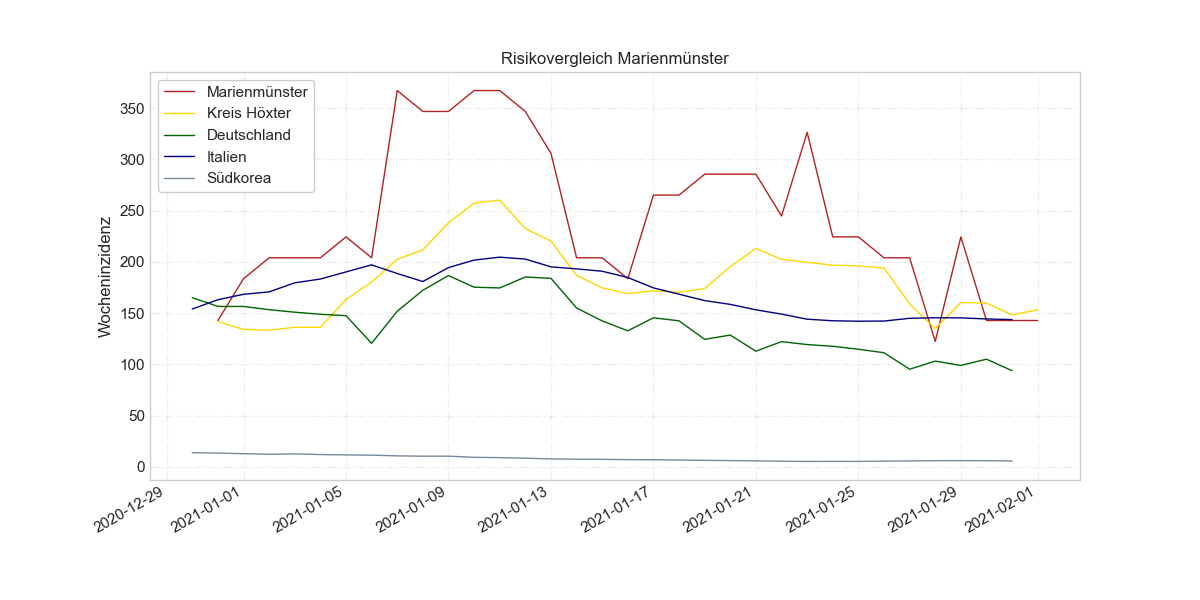 Risikovergleich Marienmünster
Marienmünster
Kreis Höxter
Deutschland
Italien
Südkorea
Wocheninzidenz
350
300
250
200
150
100
50
0
2020-12-29
2021-01-01
2021-01-05
2021-01-09
2021-01-13
2021-01-17
2021-01-21
2021-01-25
2021-01-29
2021-02-01